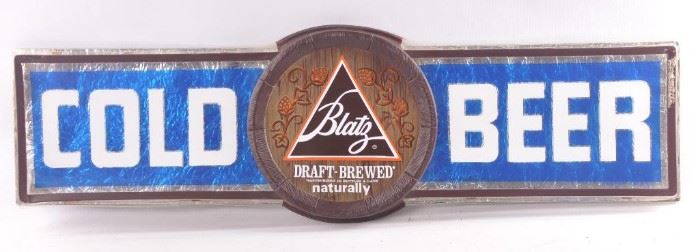 COLD BEER
Blatz ®
DRAFT-BREWED
naturally